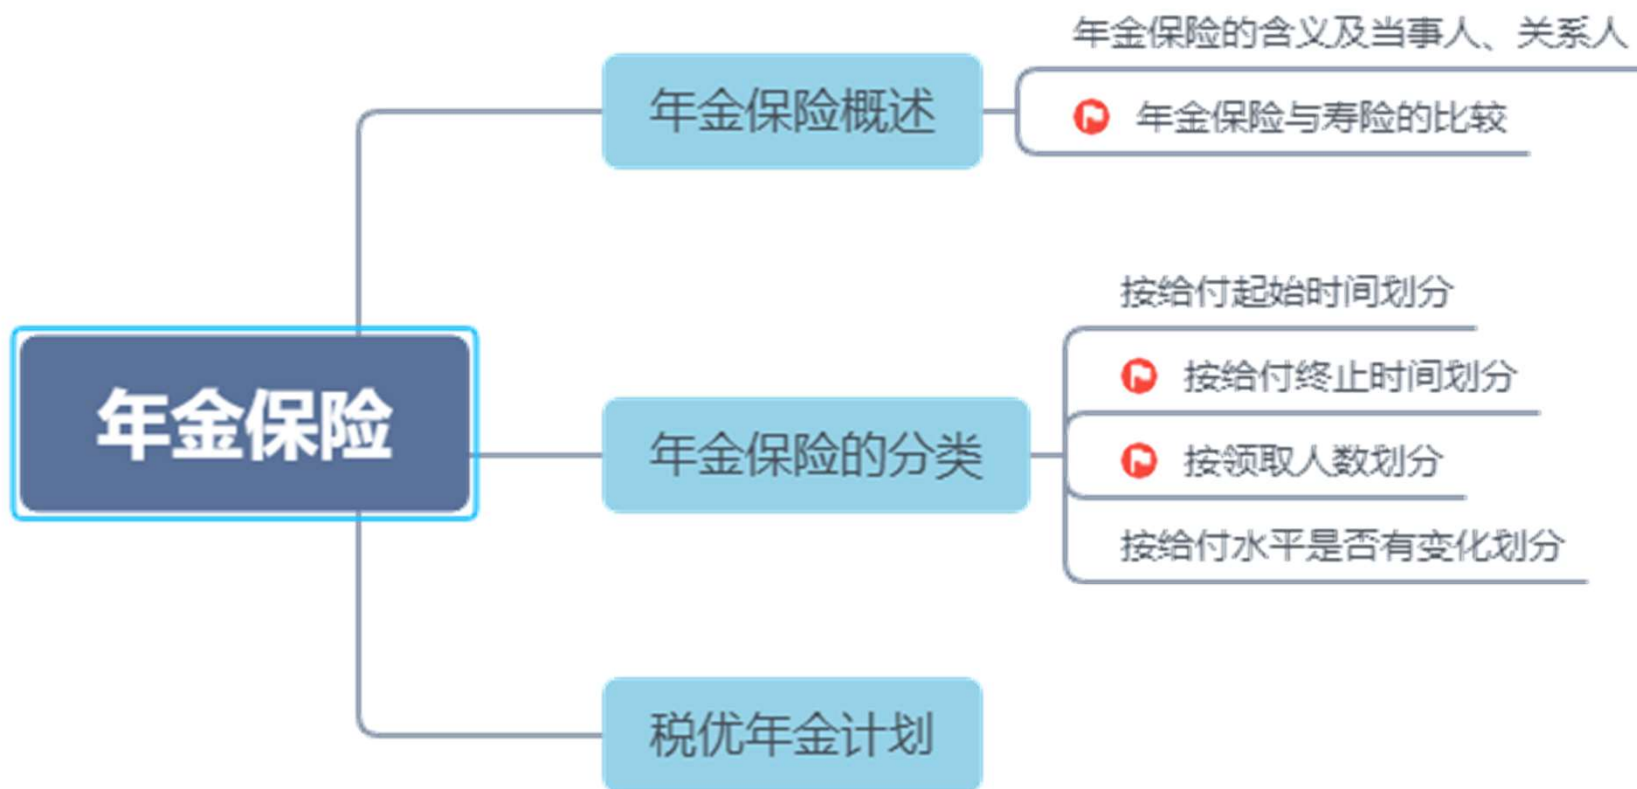 年金保险
年金保险概述
年金保险的含义及当事人、关系人
年金保险与寿险的比较
年金保险的分类
按给付起始时间划分
按给付终止时间划分
按领取人数划分
按给付水平是否有变化划分
税优年金计划